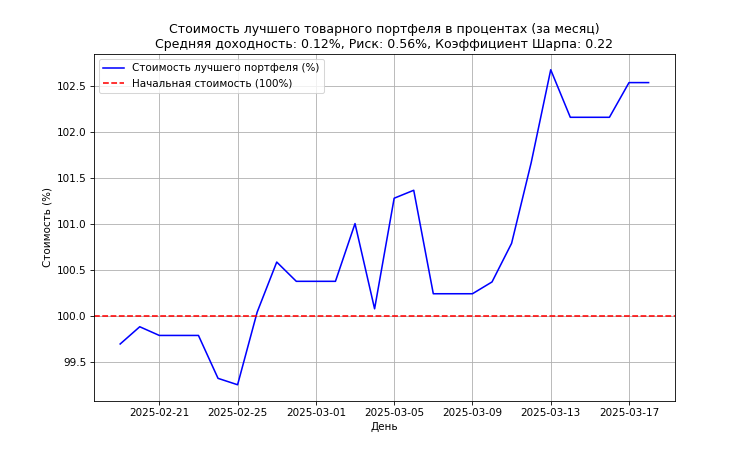 Стоимость лучшего товарного портфеля в процентах (за месяц)
Средняя доходность: 0.12%, Риск: 0.56%, Коэффициент Шарпа: 0.22
Стоимость лучшего портфеля (%)
Начальная стоимость (100%)
Стоимость (%)
102.5
102.0
101.5
101.0
100.5
100.0
99.5
2025-02-21 2025-02-25 2025-03-01 2025-03-05 2025-03-09 2025-03-13 2025-03-17
День